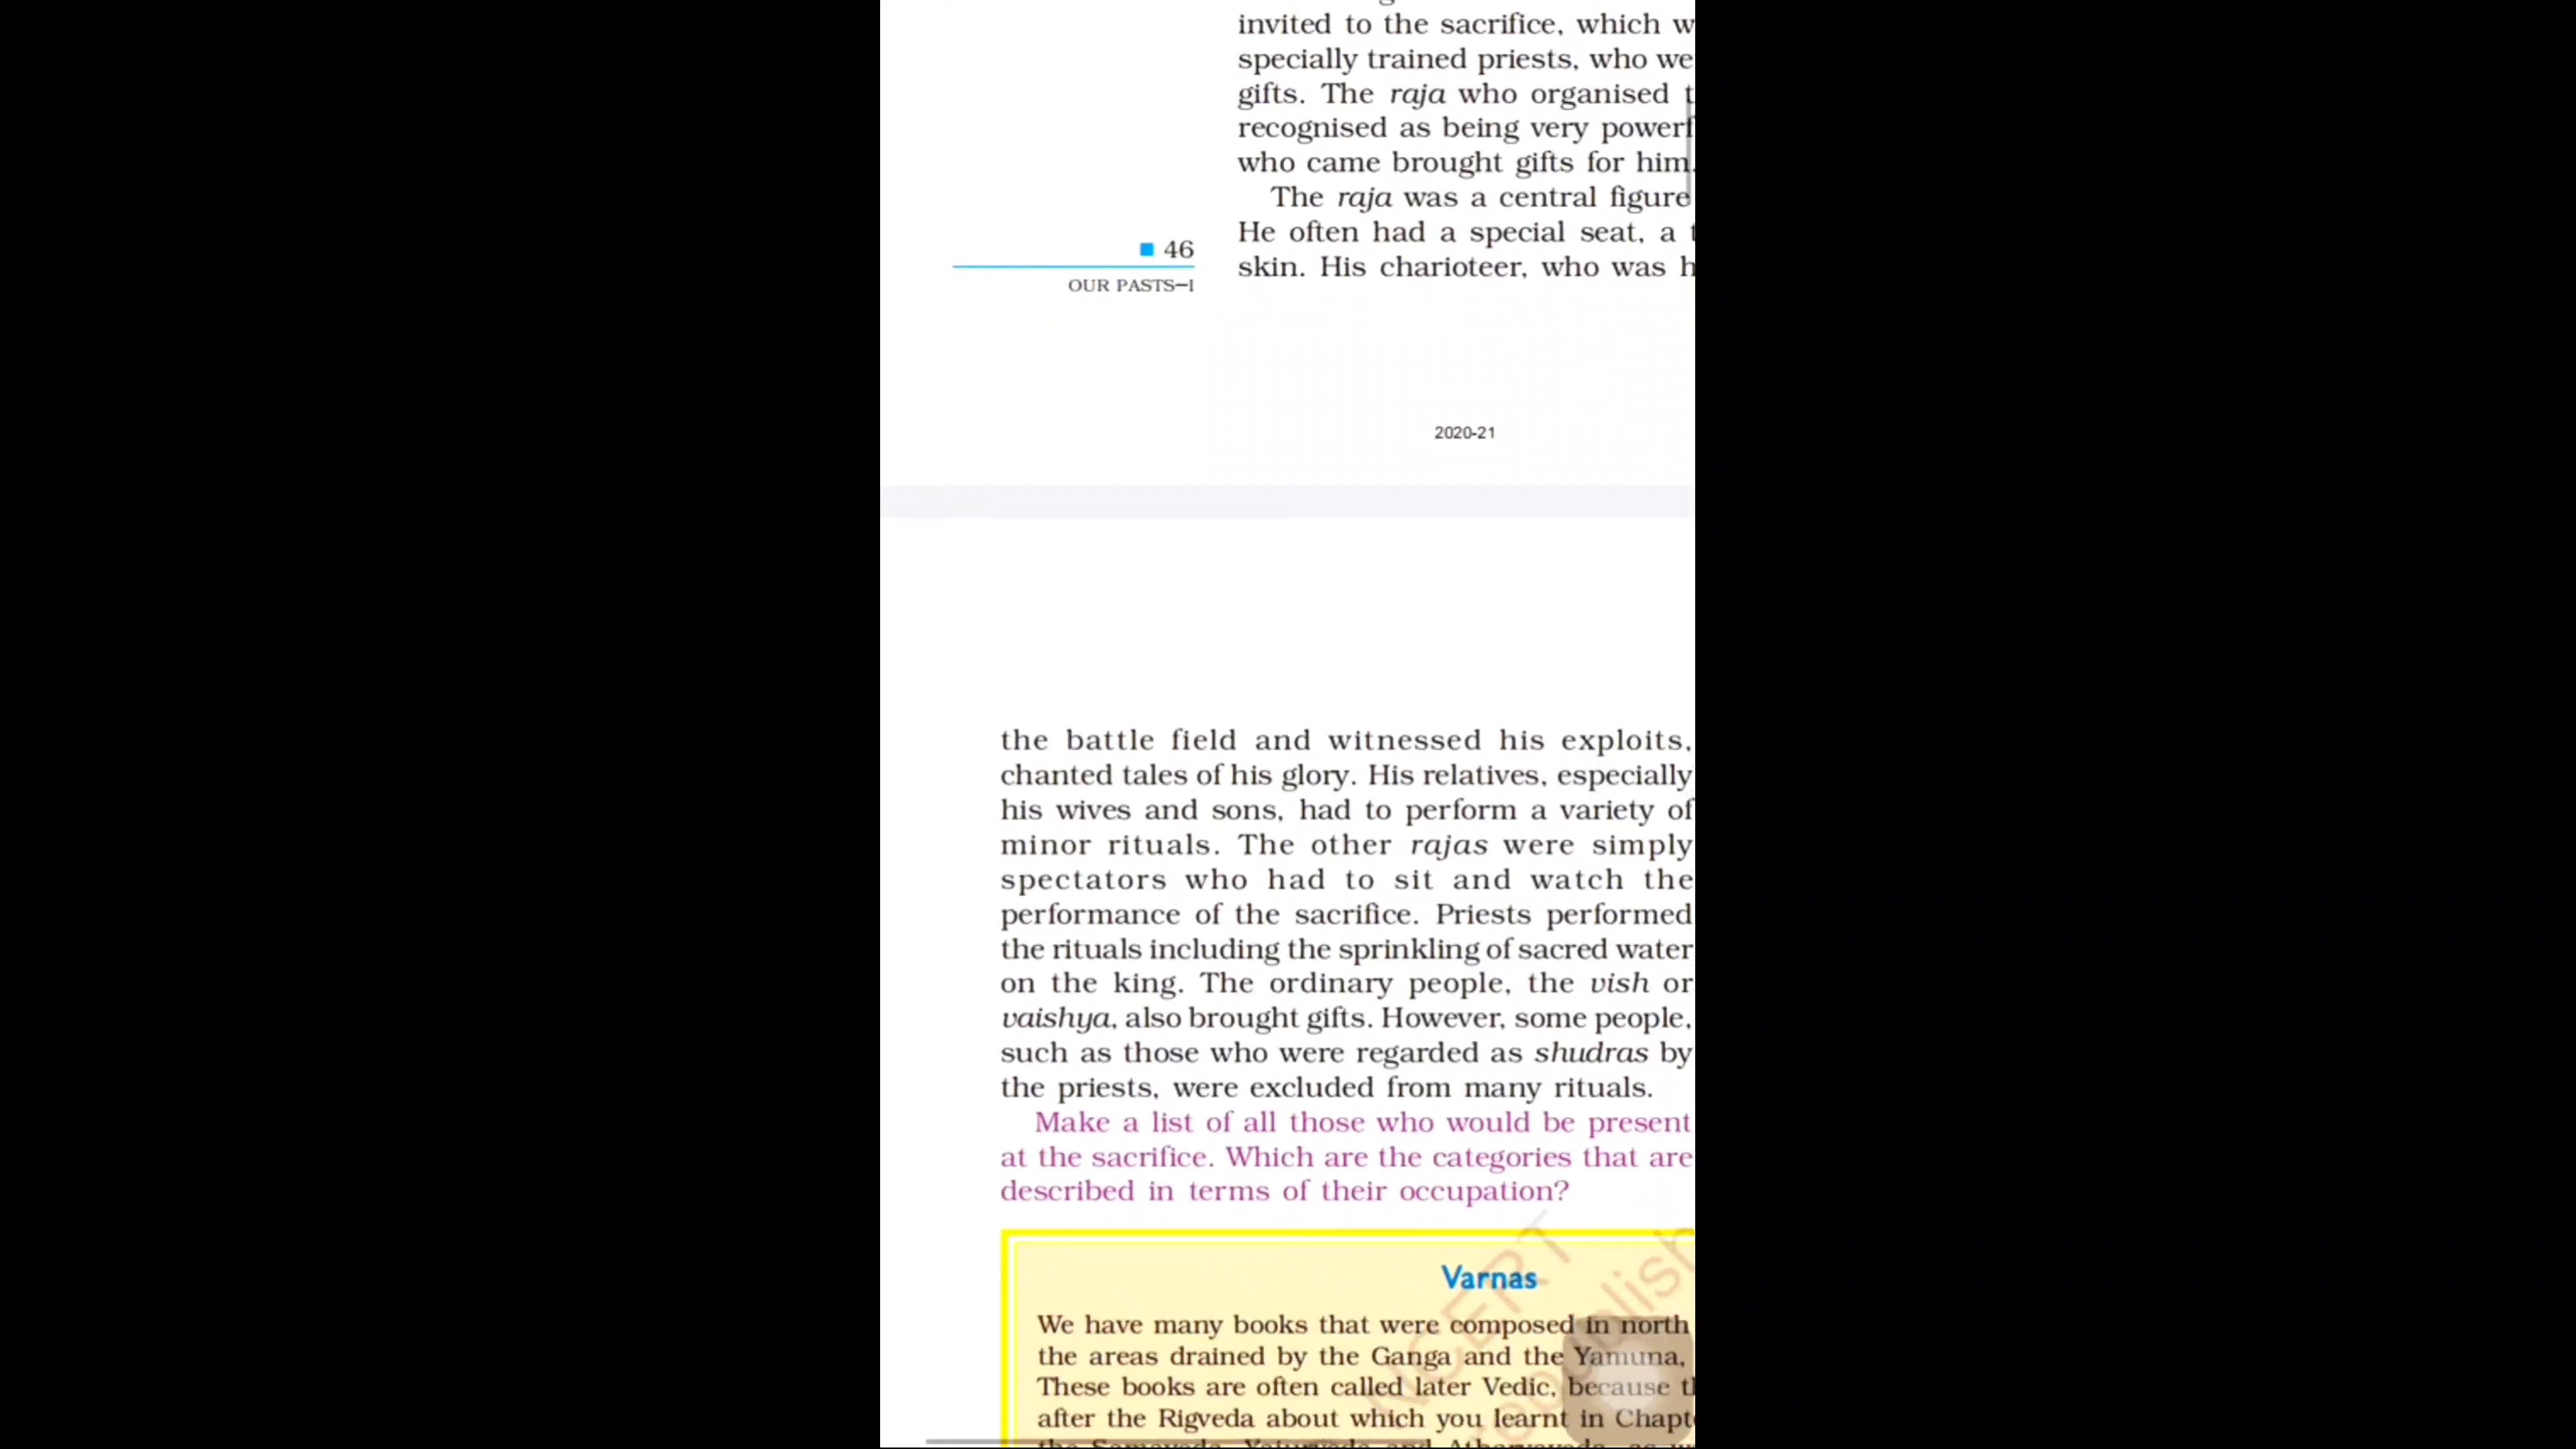 invited to the sacrifice, which w
specially trained priests, who we
gifts. The raja who organised t
recognised as being very powerf
who came brought gifts for him.
The raja was a central figure
He often had a special seat, a t
skin. His charioteer, who was h
46
OUR PASTS–I
2020-21
the battle field and witnessed his exploits,
chanted tales of his glory. His relatives, especially
his wives and sons, had to perform a variety of
minor rituals. The other rajas were simply
spectators who had to sit and watch the
performance of the sacrifice. Priests performed
the rituals including the sprinkling of sacred water
on the king. The ordinary people, the vish or
vaishya, also brought gifts. However, some people,
such as those who were regarded as shudras by
the priests, were excluded from many rituals.
Make a list of all those who would be present
at the sacrifice. Which are the categories that are
described in terms of their occupation?
Varnas
We have many books that were composed in north
the areas drained by the Ganga and the Yamuna,
These books are often called later Vedic, because th
after the Rigveda about which you learnt in Chapt
NCERT
republish